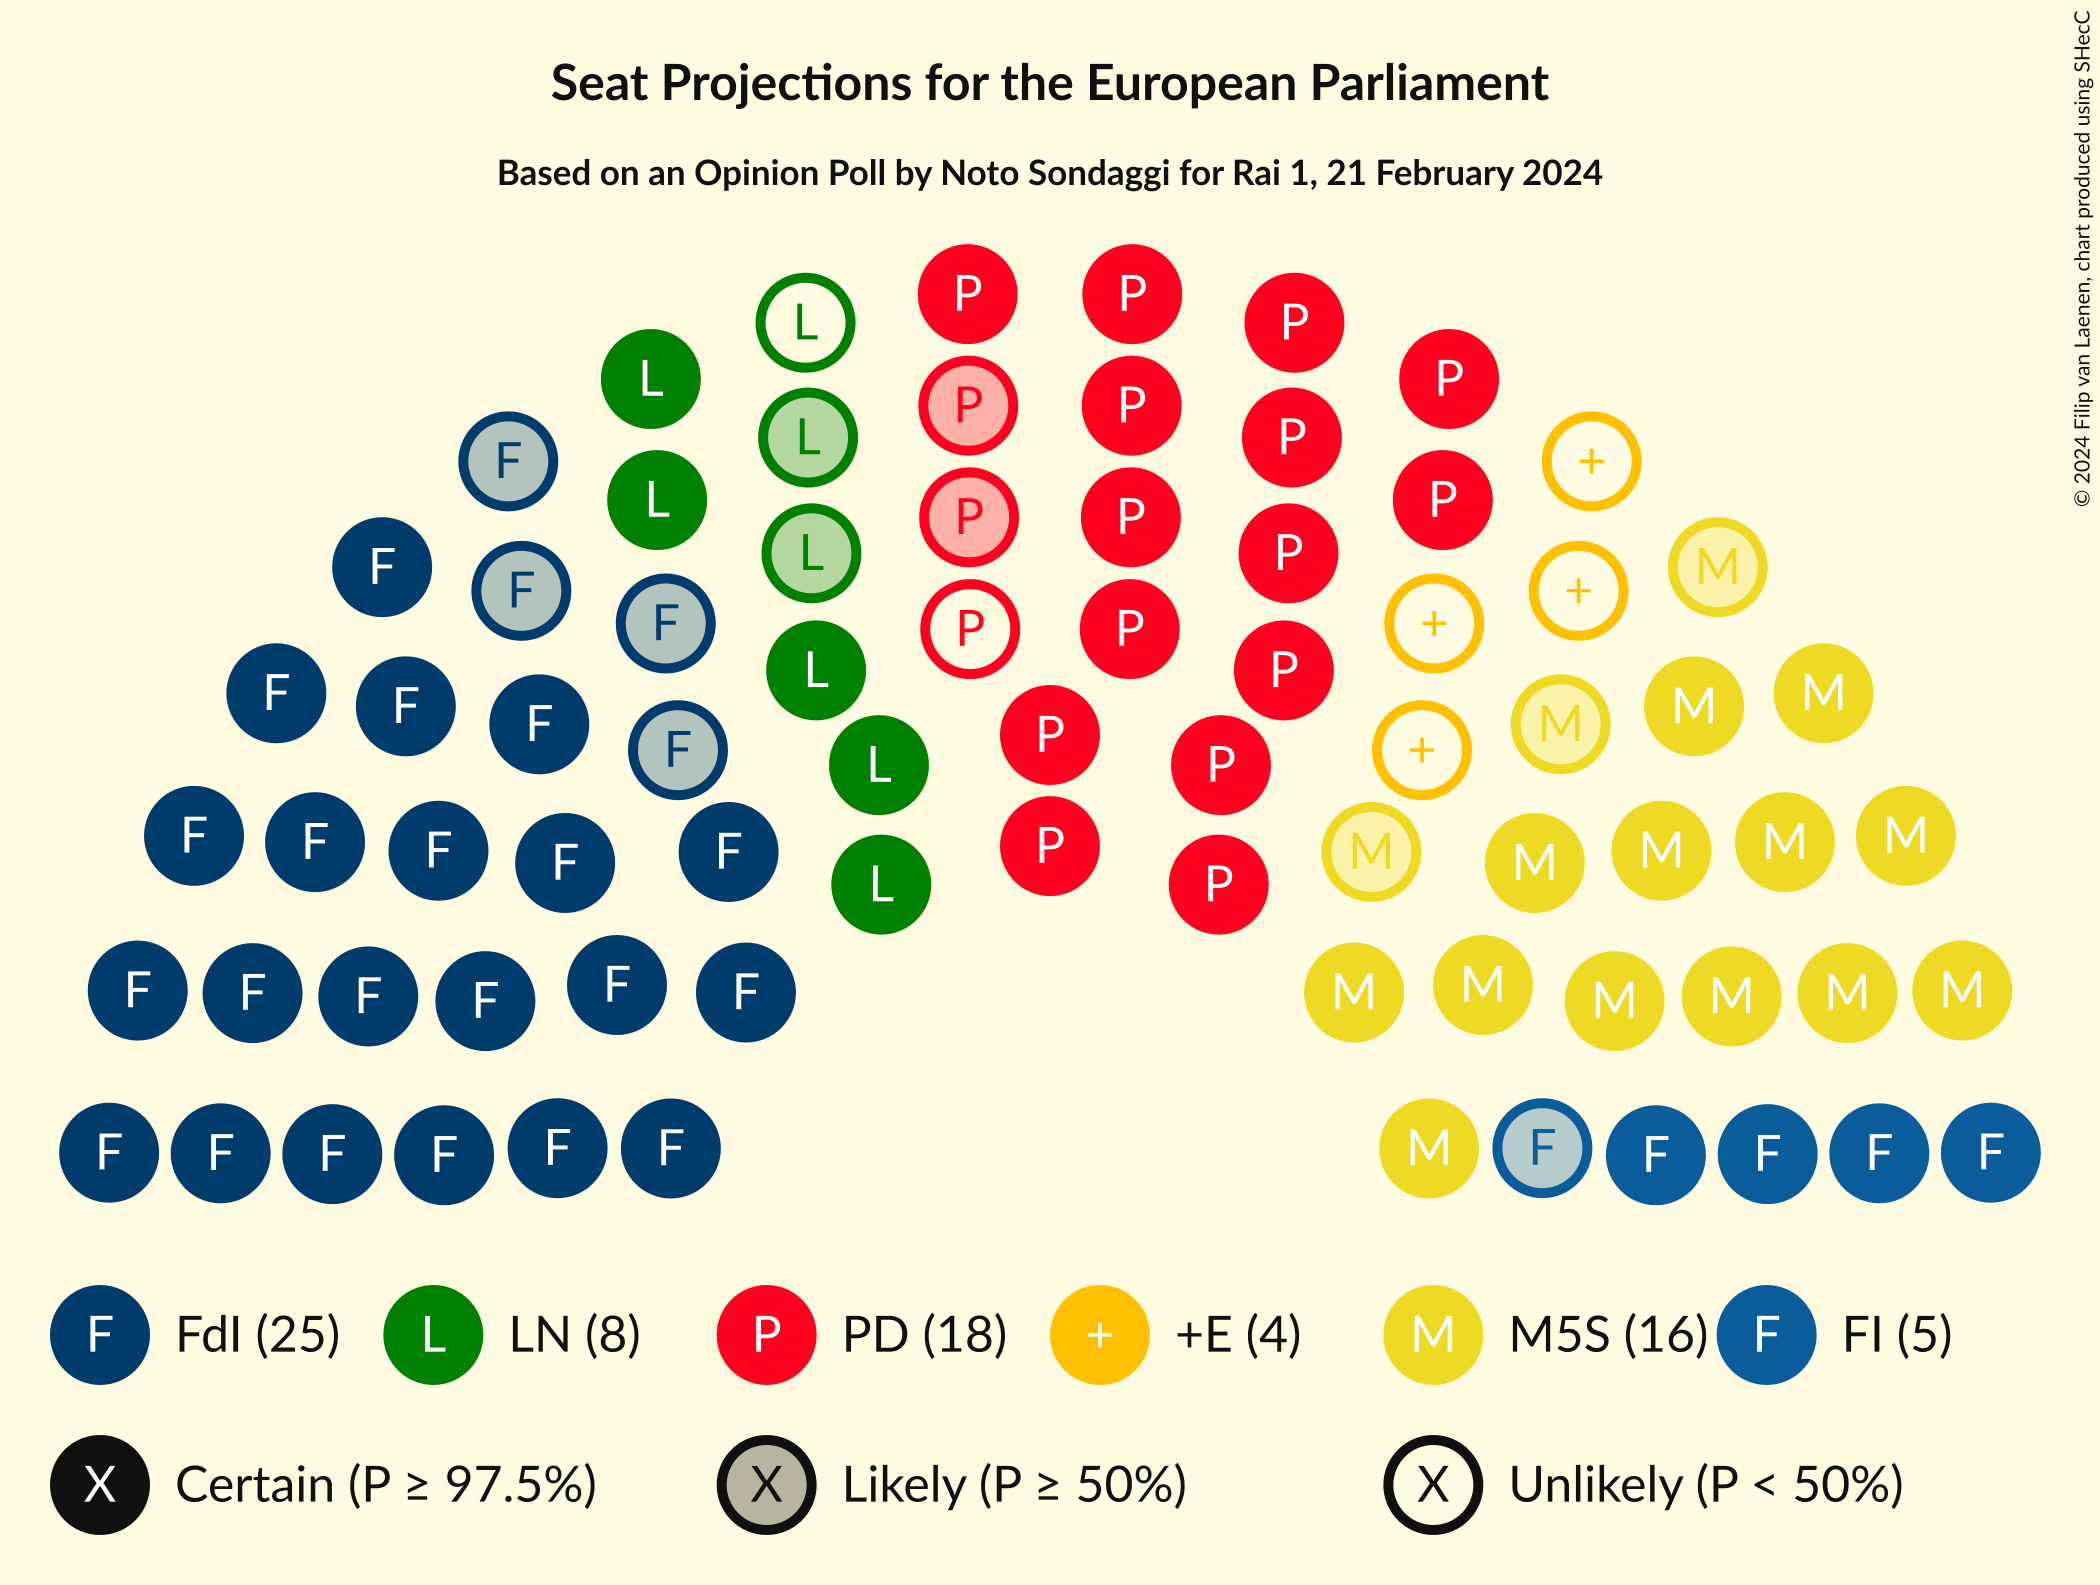 Seat Projections for the European Parliament
Based on an Opinion Poll by Noto Sondaggi for Rai 1, 21 February 2024
© 2024 Filip van Laenen, chart produced using SHecC
P P
L P P
L P
L P P P
F P +
L P
F P P P
L P
F + M
F F + 
P L P
F F M M M
F P P
F + 
L P
F F F M M
F F M M M
P
L P
F F F F F F M M M M M M
F F F F F F M F F F F F
F FdI (25) L LN (8) P PD (18) + +E (4) M M5S (16) F FI (5)
X Certain (P ≥ 97.5%) X Likely (P ≥ 50%) X Unlikely (P < 50%)